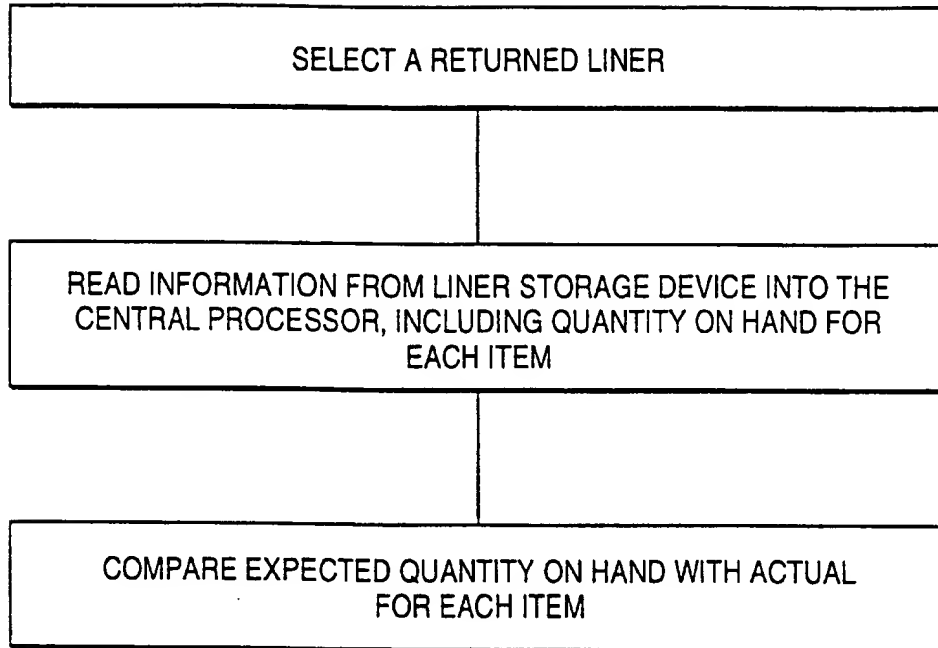 SELECT A RETURNED LINER
READ INFORMATION FROM LINER STORAGE DEVICE INTO THE
CENTRAL PROCESSOR, INCLUDING QUANTITY ON HAND FOR
EACH ITEM
COMPARE EXPECTED QUANTITY ON HAND WITH ACTUAL
FOR EACH ITEM